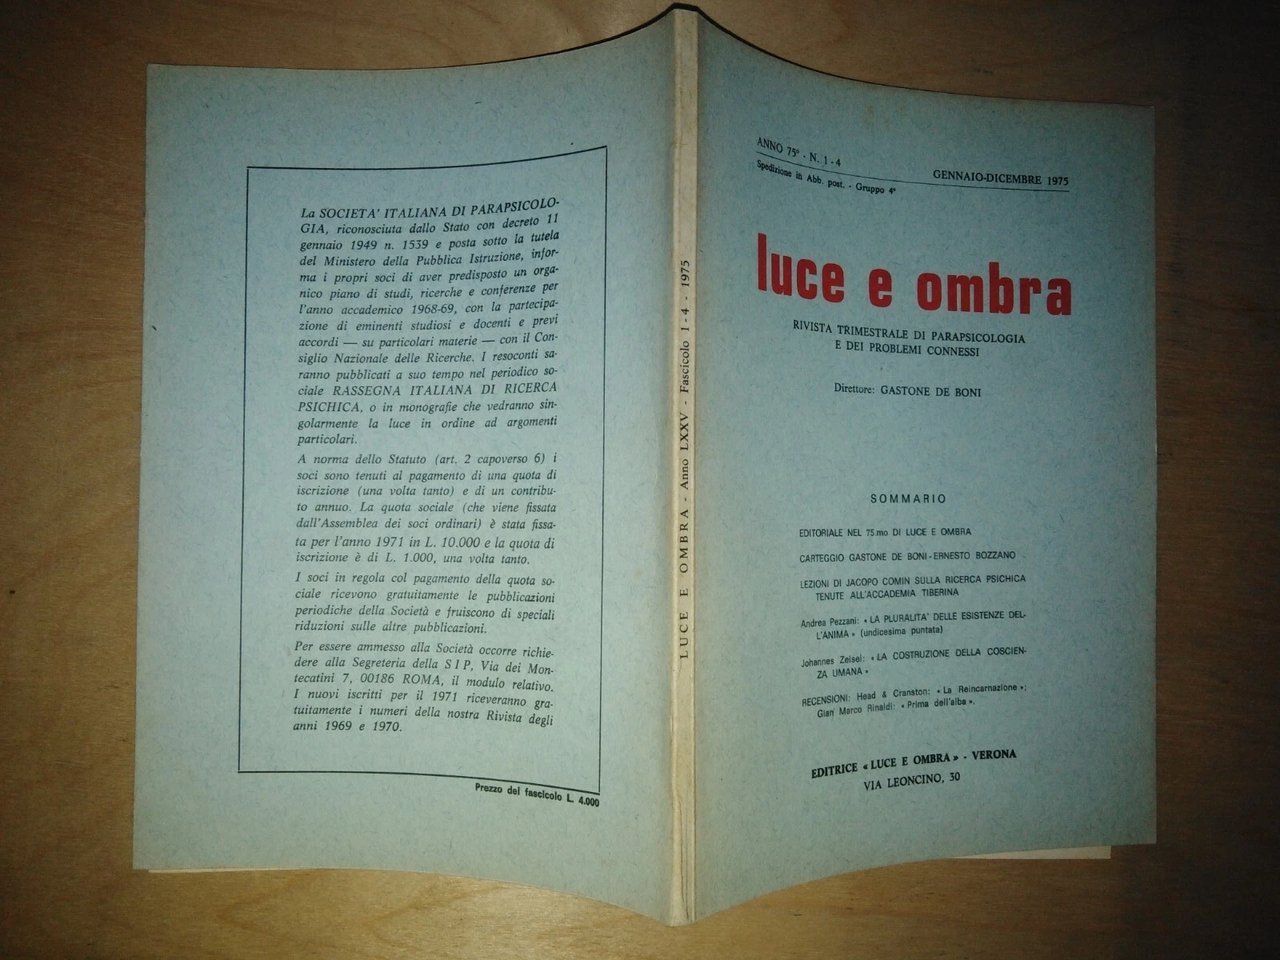 La SOCIETA' ITALIANA DI PARAPSICOLO-
GIA, riconosciuta dallo Stato con decreto 11
gennaio 1949 n. 1539 e posta sotto la tutela
del Ministero della Pubblica Istruzione, infor-
ma i propri soci di aver predisposto un orga-
nico piano di studi, ricerche e conferenze per
l'anno accademico 1968-69, con la partecipa-
zione di eminenti studiosi e docenti e previ
accordi — su particolari materie — con il Con-
siglio Nazionale delle Ricerche. I resoconti sa-
ranno pubblicati a suo tempo nel periodico so-
ciale RASSEGNA ITALIANA DI RICERCA
PSICHICA, o in monografie che vedranno sin-
golarmente la luce in ordine ad argomenti
particolari.
A norma dello Statuto (art. 2 capoverso 6) i
soci sono tenuti al pagamento di una quota di
iscrizione (una volta tanto) e di un contribu-
to annuo. La quota sociale (che viene fissata
dall'Assemblea dei soci ordinari) è stata fissa-
ta per l'anno 1971 in L. 10.000 e la quota di
iscrizione è di L. 1.000, una volta tanto.
I soci in regola col pagamento della quota so-
ciale ricevono gratuitamente le pubblicazioni
periodiche della Società e fruiscono di speciali
riduzioni sulle altre pubblicazioni.
Per essere ammesso alla Società occorre richie-
dere alla Segreteria della S I P, Via dei Mon-
tecatini 7, 00186 ROMA, il modulo relativo.
I nuovi iscritti per il 1971 riceveranno gra-
tuitamente i numeri della nostra Rivista degli
anni 1969 e 1970.
Prezzo del fascicolo L. 4.000
LUCE E OMBRA - Anno LXXV - Fascicolo 1-4 - 1975
ANNO 75° - N. 1-4
GENNAIO-DICEMBRE 1975
Spedizione in Abb. post. - Gruppo 4°
luce e ombra
RIVISTA TRIMESTRALE DI PARAPSICOLOGIA
E DEI PROBLEMI CONNESSI
Direttore: GASTONE DE BONI
SOMMARIO
EDITORIALE NEL 75.mo DI LUCE E OMBRA
CARTEGGIO GASTONE DE BONI - ERNESTO BOZZANO
LEZIONI DI JACOPO COMIN SULLA RICERCA PSICHICA
TENUTE ALL'ACCADEMIA TIBERINA
Andrea Pezzani: « LA PLURALITA' DELLE ESISTENZE DEL-
L'ANIMA » (undicesima puntata)
Johannes Zeisel: « LA COSTRUZIONE DELLA COSCIEN-
ZA UMANA »
RECENSIONI: Head & Cranston: « La Reincarnazione »;
Gian Marco Rinaldi: « Prima dell'alba ».
EDITRICE « LUCE E OMBRA » - VERONA
VIA LEONCINO, 30